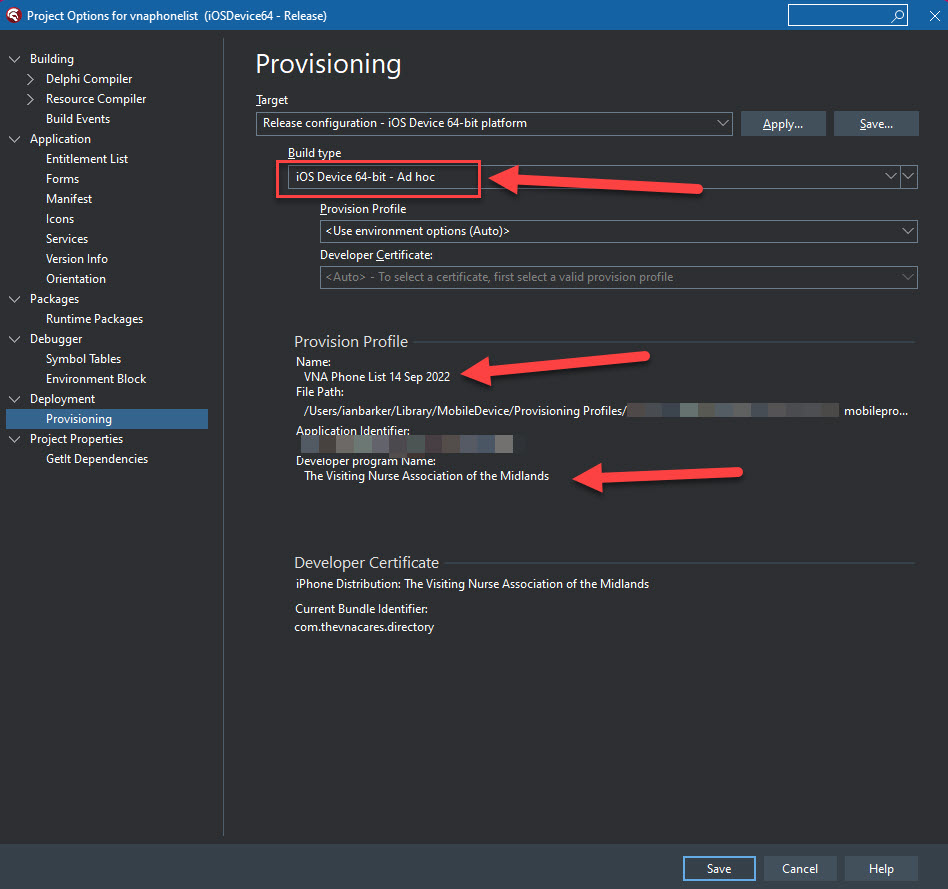 Project Options for vnaphonelist (iOSDevice64 - Release)
Building
Delphi Compiler
Resource Compiler
Build Events
Application
Entitlement List
Forms
Manifest
Icons
Services
Version Info
Orientation
Packages
Runtime Packages
Debugger
Symbol Tables
Environment Block
Deployment
Provisioning
Project Properties
GetIt Dependencies
Provisioning
Target
Release configuration - iOS Device 64-bit platform
Apply...
Save...
Build type
iOS Device 64-bit - Ad hoc
Provision Profile
<Use environment options (Auto)>
Developer Certificate:
<Auto> - To select a certificate, first select a valid provision profile
Provision Profile
Name:
VNA Phone List 14 Sep 2022
File Path:
/Users/ianbarker/Library/MobileDevice/Provisioning Profiles/ mobilepro...
Application Identifier:
Developer program Name:
The Visiting Nurse Association of the Midlands
Developer Certificate
iPhone Distribution: The Visiting Nurse Association of the Midlands
Current Bundle Identifier:
com.thevnacares.directory
Save
Cancel
Help